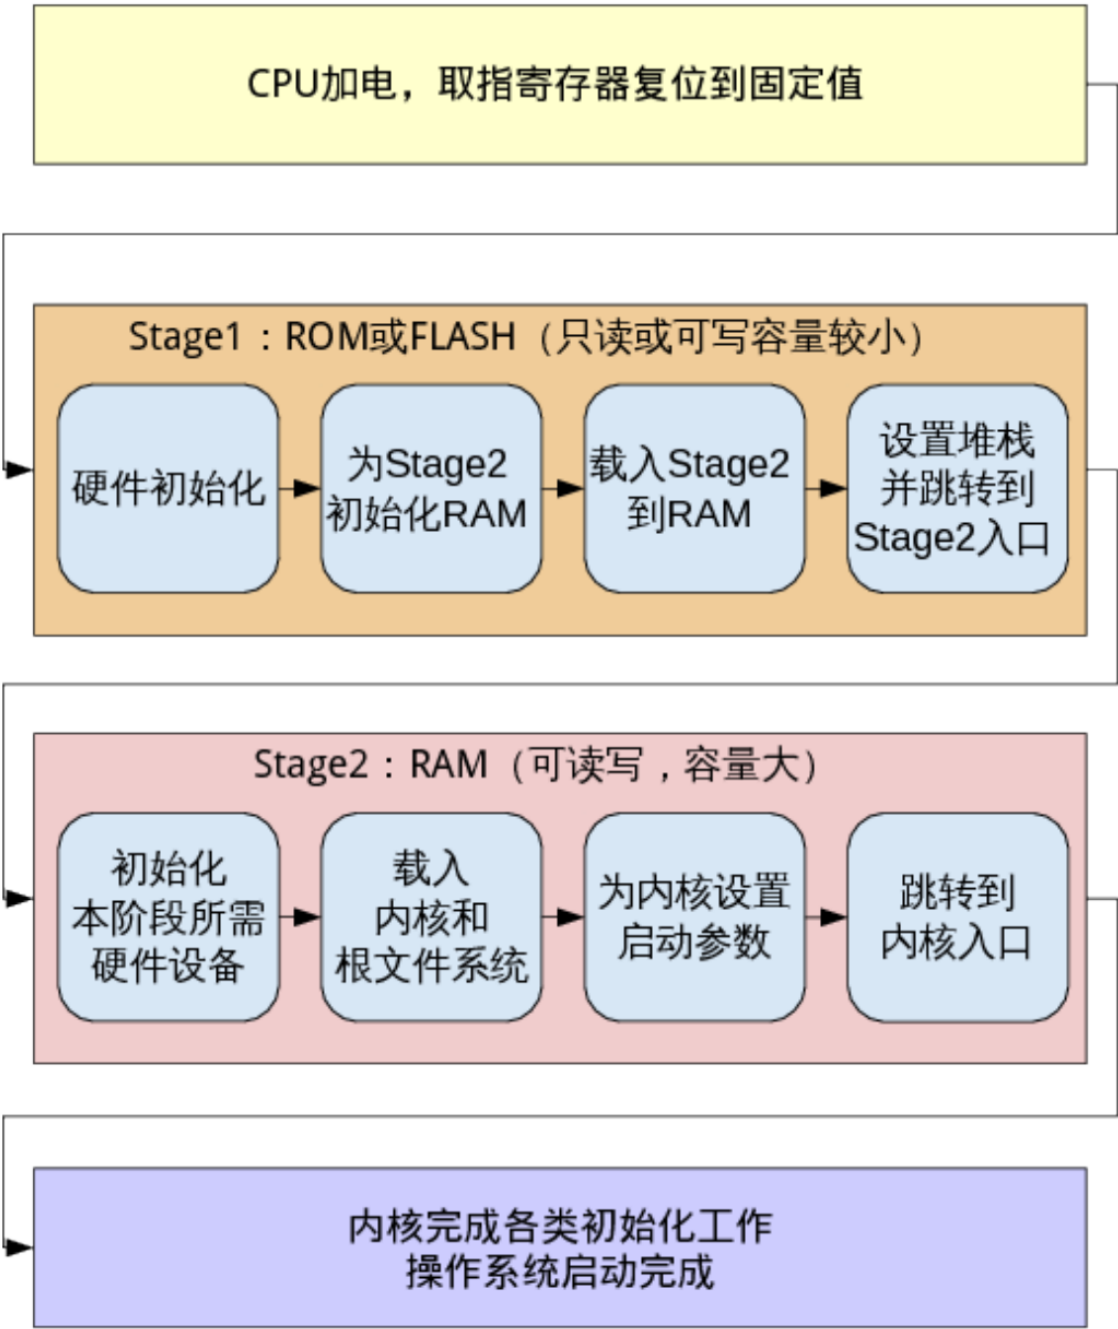 CPU加电，取指寄存器复位到固定值
Stage1：ROM或FLASH（只读或可写容量较小）
硬件初始化
为Stage2
初始化RAM
载入Stage2
到RAM
设置堆栈
并跳转到
Stage2入口
Stage2：RAM（可读写，容量大）
初始化
本阶段所需
硬件设备
载入
内核和
根文件系统
为内核设置
启动参数
跳转到
内核入口
内核完成各类初始化工作
操作系统启动完成